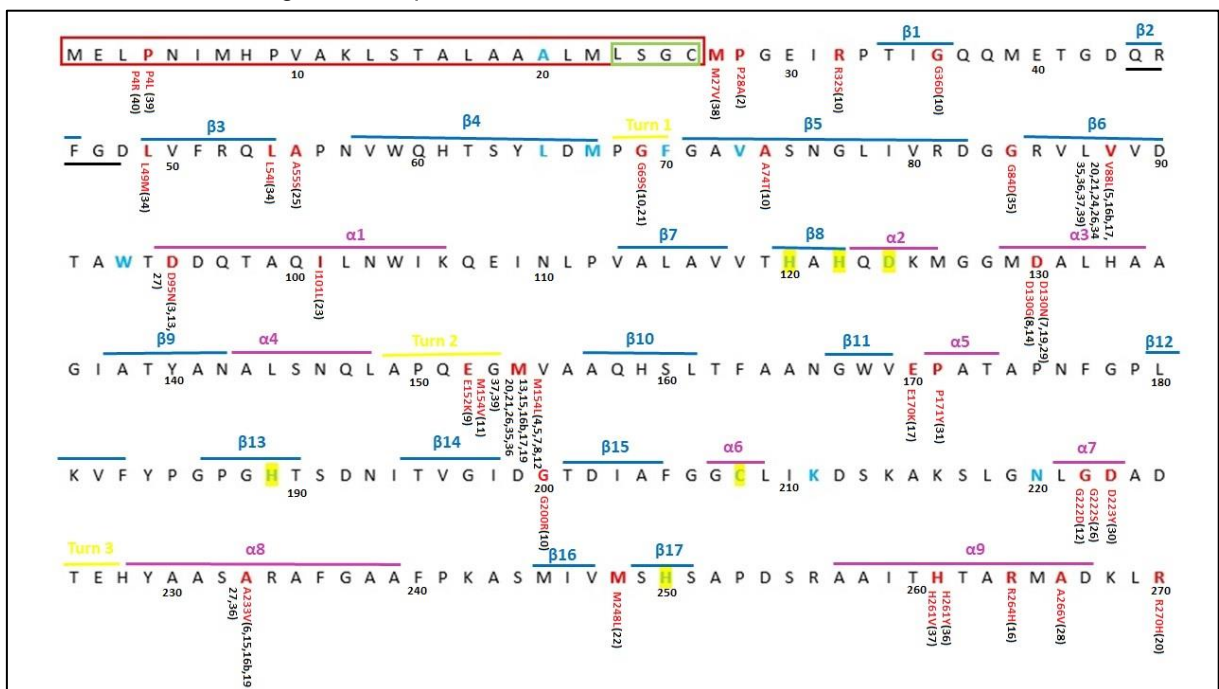 β1 β2
M E L P N I M H P V A K L S T A L A A A L M L S G C M P G E I R P T I G Q Q M E T G D Q R
10 20 30 40
P4R (40)
P4L (39)
M27V(38)
P28A(2)
R32S(10)
G36D(10)
β3 β4 Turn 1 β5 β6
F G D L V F R Q L A P N V W Q H T S Y L D M P G F G A V A S N G L I V R D G G R V L V V D
50 60 70 80 90
L49M(34)
L54I(34)
A55S(25)
G69S(10,21)
A74T(10)
G84D(35)
V88L(5,16b,17,
20,21,24,26,34
35,36,37,39)
α1 β7 β8 α2 α3
T A W T D D Q T A Q I L N W I K Q E I N L P V A L A V V T H A H Q D K M G G M D A L H A A
100 110 120 130
D95N(3,13,
27)
I101L(23)
D130N(7,19,29)
D130G(8,14)
β9 α4 Turn 2 β10 β11 α5 β12
G I A T Y A N A L S N Q L A P Q E G M V A A Q H S L T F A A N G W V E P A T A P N F G P L
140 150 160 170 180
E152K(9)
M154V(11)
M154L(4,5,7,8,12
13,15,16b,17,19
20,21,26,35,36
37,39)
E170K(17)
P171Y(31)
β13 β14 β15 α6 α7
K V F Y P G P G H T S D N I T V G I D G T D I A F G G C L I K D S K A K S L G N L G D A D
190 200 210 220
G200R(10)
G222D(12)
G222S(26)
D223Y(30)
Turn 3 α8 β16 β17 α9
T E H Y A A S A R A F G A A F P K A S M I V M S H S A P D S R A A I T H T A R M A D K L R
230 240 250 260 270
A233V(6,15,16b,19
27,36)
M248L(22)
H261Y(36)
H261V(37)
R264H(16)
A266V(28)
R270H(20)